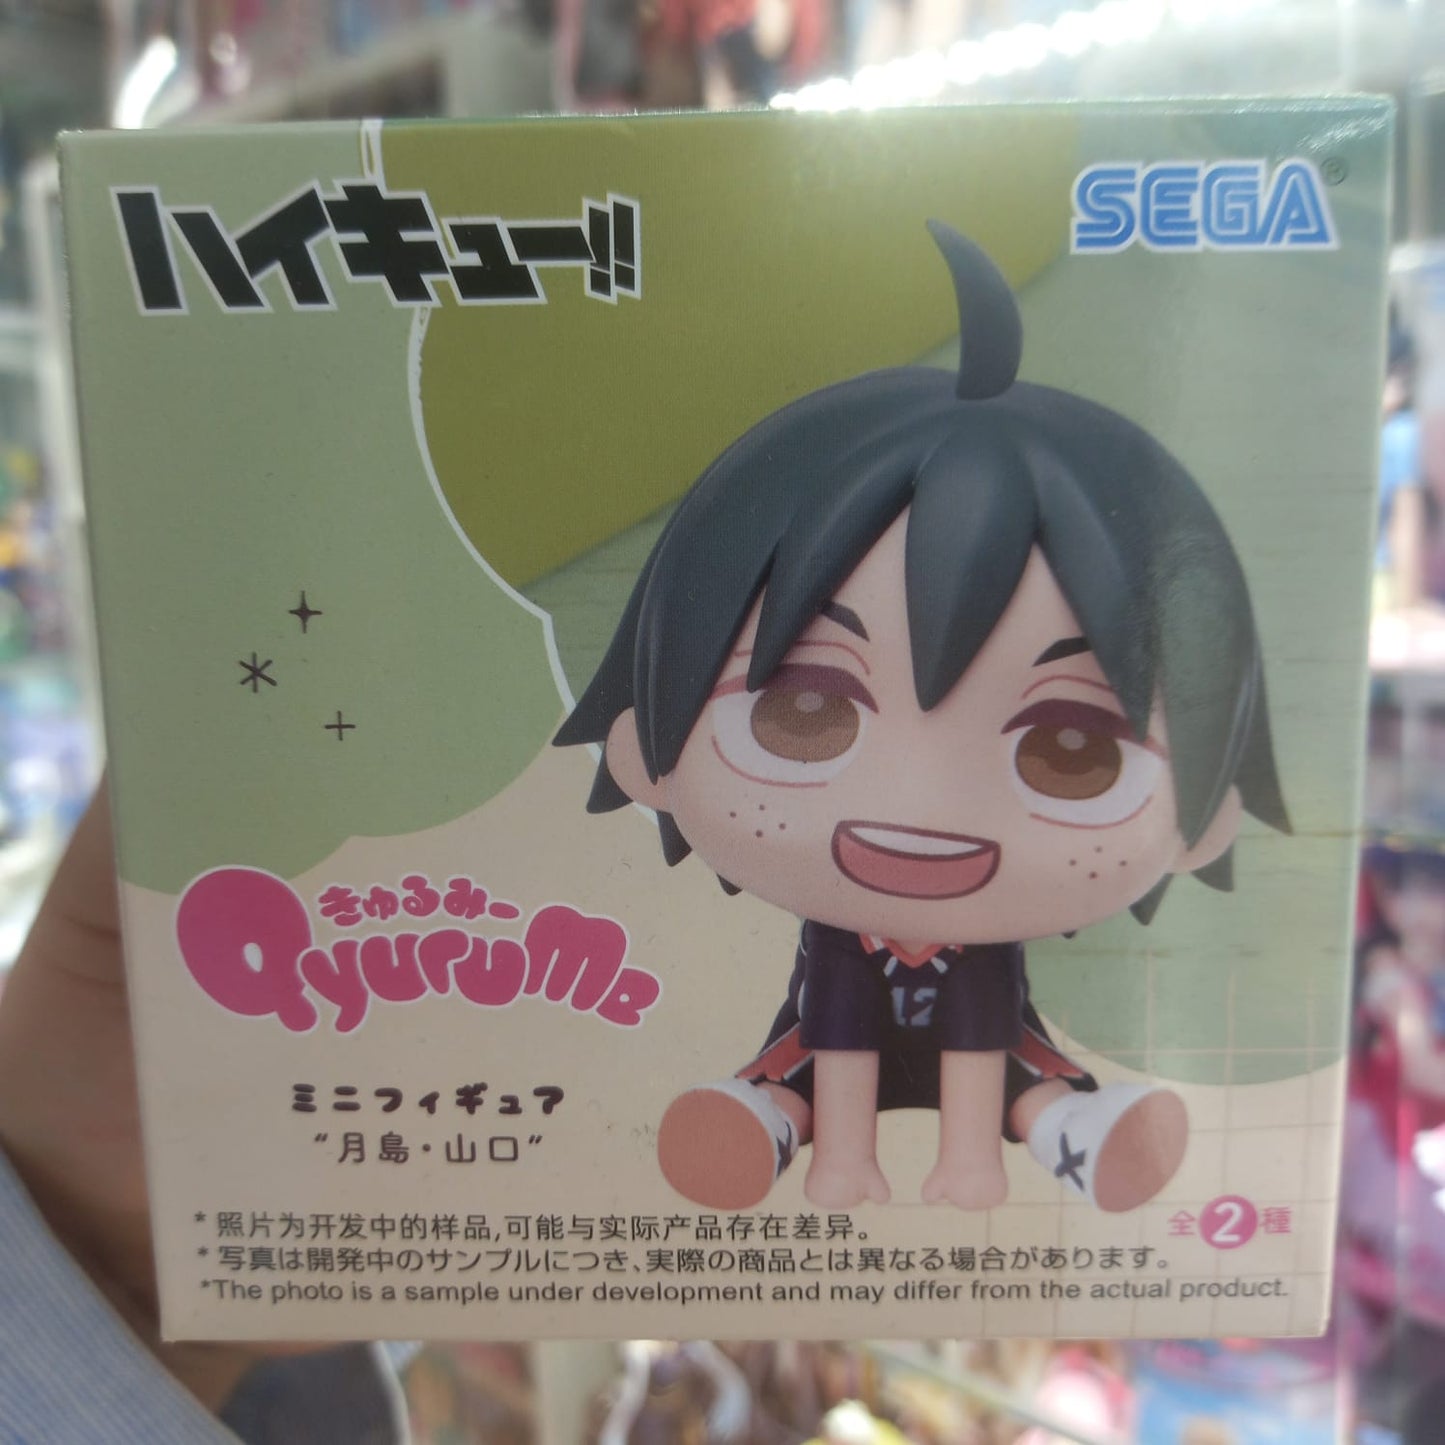 ハイキュー!!
SEGA®
12
きゅるみー
Qyurume
ミニフィギュア
"月島・山口"
全2種
*照片为开发中的样品,可能与实际产品存在差异。
*写真は開発中のサンプルにつき、実際の商品とは異なる場合があります。
*The photo is a sample under development and may differ from the actual product.